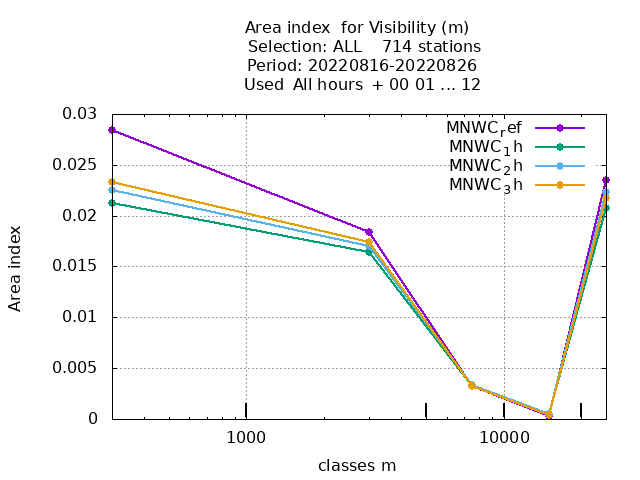 Area index  for Visibility (m)
Selection: ALL    714 stations
Period: 20220816-20220826
Used  All hours  + 00 01 ... 12
MNWC_ref
MNWC_1h
MNWC_2h
MNWC_3h
0.03
0.025
0.02
0.015
0.01
0.005
0
Area index
1000
10000
classes m